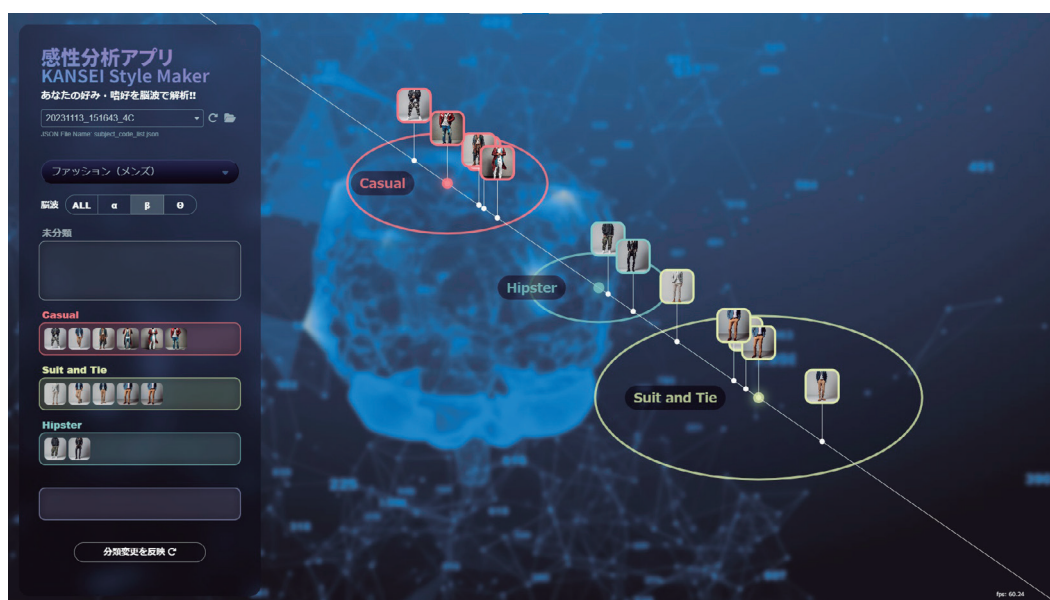 感性分析アプリ
KANSEI Style Maker
あなたの好み・嗜好を脳波で解析!!
20231113_151643_4C
JSON File Name: subject_code_list.json
ファッション（メンズ）
脳波 ALL α β θ
未分類
Casual
Suit and Tie
Hipster
分類変更を反映
Casual
Hipster
Suit and Tie
fps: 60.24